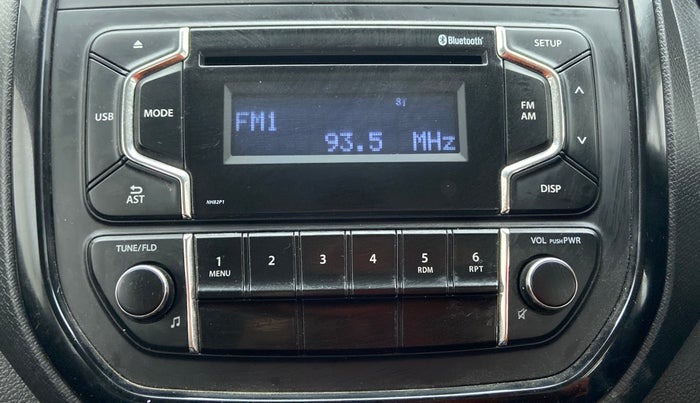 Bluetooth
SETUP
USB
MODE
FM1
ST
93.5 MHz
FM
AM
AST
NH82P1
DISP
TUNE/FLD
1
MENU
2
3
4
5
RDM
6
RPT
VOL PUSH PWR